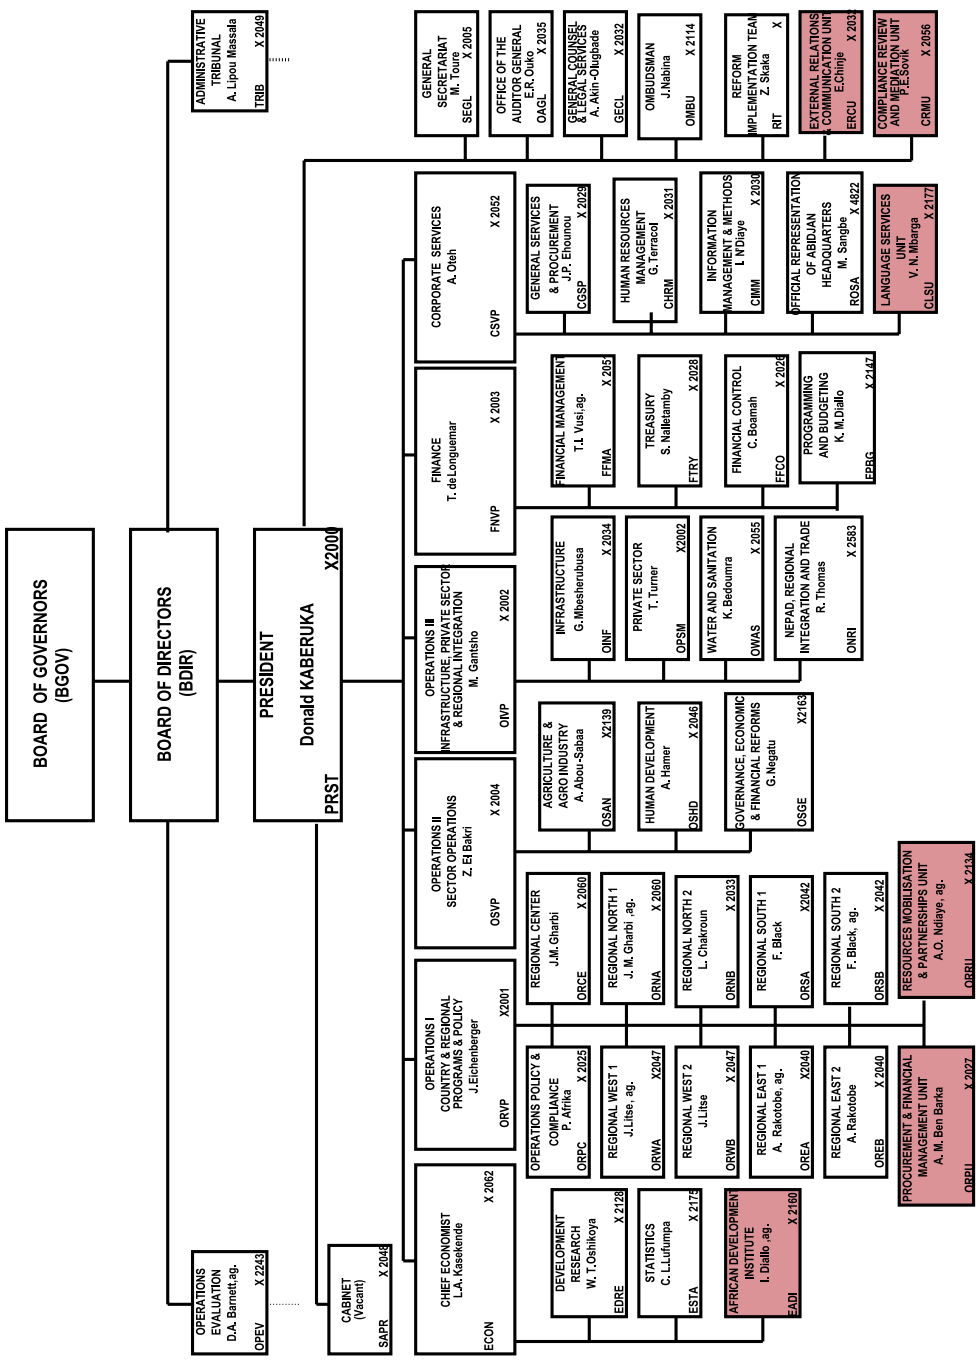 BOARD OF GOVERNORS
(BGOV)
BOARD OF DIRECTORS
(BDIR)
PRESIDENT
Donald KABERUKA
PRST X2000
OPERATIONS
EVALUATION
D.A. Barnett,ag.
OPEV X 2243
ADMINISTRATIVE
TRIBUNAL
A. Lipou Massala
TRIB X 2049
CABINET
(Vacant)
SAPR X 2048
GENERAL
SECRETARIAT
M. Toure
SEGL X 2005
OFFICE OF THE
AUDITOR GENERAL
E.R. Ouko
OAGL X 2035
GENERAL COUNSEL
& LEGAL SERVICES
A. Akin -Olugbade
GECL X 2032
OMBUDSMAN
J.Nabina
OMBU X 2114
REFORM
IMPLEMENTATION TEAM
Z. Skaka
RIT X
EXTERNAL RELATIONS
& COMMUNICATION UNIT
E.Chinje
ERCU X 2032
COMPLIANCE REVIEW
AND MEDIATION UNIT
P.E.Sovik
CRMU X 2056
CHIEF ECONOMIST
L.A. Kasekende
ECON X 2062
OPERATIONS I
COUNTRY & REGIONAL
PROGRAMS & POLICY
J.Eichenberger
ORVP X2001
OPERATIONS II
SECTOR OPERATIONS
Z. El Bakri
OSVP X 2004
OPERATIONS III
INFRASTRUCTURE, PRIVATE SECTOR
& REGIONAL INTEGRATION
M. Gantsho
OIVP X 2002
FINANCE
T. deLonguemar
FNVP X 2003
CORPORATE SERVICES
A. Oteh
CSVP X 2052
DEVELOPMENT
RESEARCH
W. T.Oshikoya
EDRE X 2128
STATISTICS
C. L.Lufumpa
ESTA X 2175
AFRICAN DEVELOPMENT
INSTITUTE
I. Diallo ,ag.
EADI X 2160
OPERATIONS POLICY &
COMPLIANCE
P. Afrika
ORPC X 2025
REGIONAL WEST 1
J.Litse, ag.
ORWA X2047
REGIONAL WEST 2
J.Litse
ORWB X 2047
REGIONAL EAST 1
A. Rakotobe, ag.
OREA X2040
REGIONAL EAST 2
A. Rakotobe
OREB X 2040
PROCUREMENT & FINANCIAL
MANAGEMENT UNIT
A. M. Ben Barka
ORPU X 2027
REGIONAL CENTER
J.M. Gharbi
ORCE X 2060
REGIONAL NORTH 1
J. M. Gharbi ,ag.
ORNA X 2060
REGIONAL NORTH 2
L. Chakroun
ORNB X 2033
REGIONAL SOUTH 1
F. Black
ORSA X2042
REGIONAL SOUTH 2
F. Black, ag.
ORSB X 2042
RESOURCES MOBILISATION
& PARTNERSHIPS UNIT
A.O. Ndiaye, ag.
ORRU X 2134
AGRICULTURE &
AGRO INDUSTRY
A. Abou -Sabaa
OSAN X2139
HUMAN DEVELOPMENT
A. Hamer
OSHD X 2046
GOVERNANCE, ECONOMIC
& FINANCIAL REFORMS
G.Negatu
OSGE X2163
INFRASTRUCTURE
G. Mbesherubusa
OINF X 2034
PRIVATE SECTOR
T. Turner
OPSM X2002
WATER AND SANITATION
K. Bedoumra
OWAS X 2055
NEPAD, REGIONAL
INTEGRATION AND TRADE
R. Thomas
ONRI X 2583
FINANCIAL MANAGEMENT
T.I. Vusi,ag.
FFMA X 2051
TREASURY
S. Nalletamby
FTRY X 2028
FINANCIAL CONTROL
C. Boamah
FFCO X 2026
PROGRAMMING
AND BUDGETING
K. M.Diallo
FPBG X 2147
GENERAL SERVICES
& PROCUREMENT
J.P. Ehounou
CGSP X 2029
HUMAN RESOURCES
MANAGEMENT
G. Terracol
CHRM X 2031
INFORMATION
MANAGEMENT & METHODS
I. N'Diaye
CIMM X 2030
OFFICIAL REPRESENTATION
OF ABIDJAN
HEADQUARTERS
M. Sangbe
ROSA X 4822
LANGUAGE SERVICES
UNIT
V. N. Mbarga
CLSU X 2177